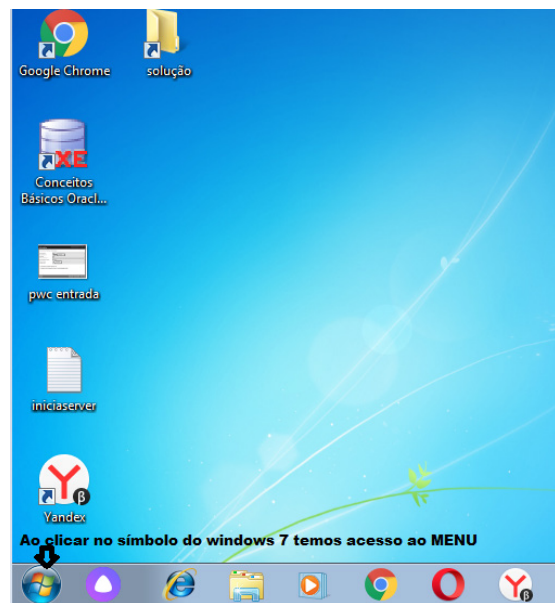 Google Chrome
solução
XE
Conceitos
Básicos Oracl...
pwc entrada
iniciaserver
β
Yandex
Ao clicar no símbolo do windows 7 temos acesso ao MENU
β